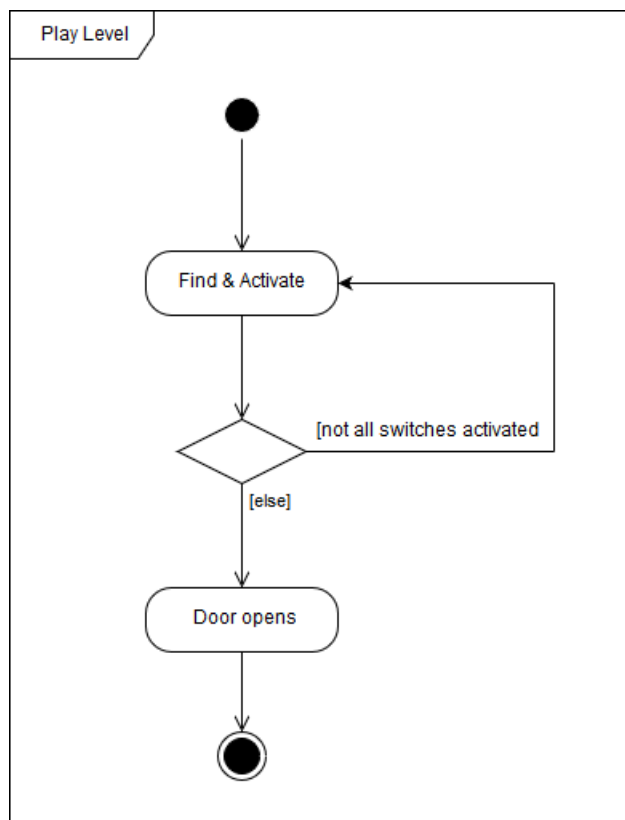 Play Level
Find & Activate
[not all switches activated
[else]
Door opens